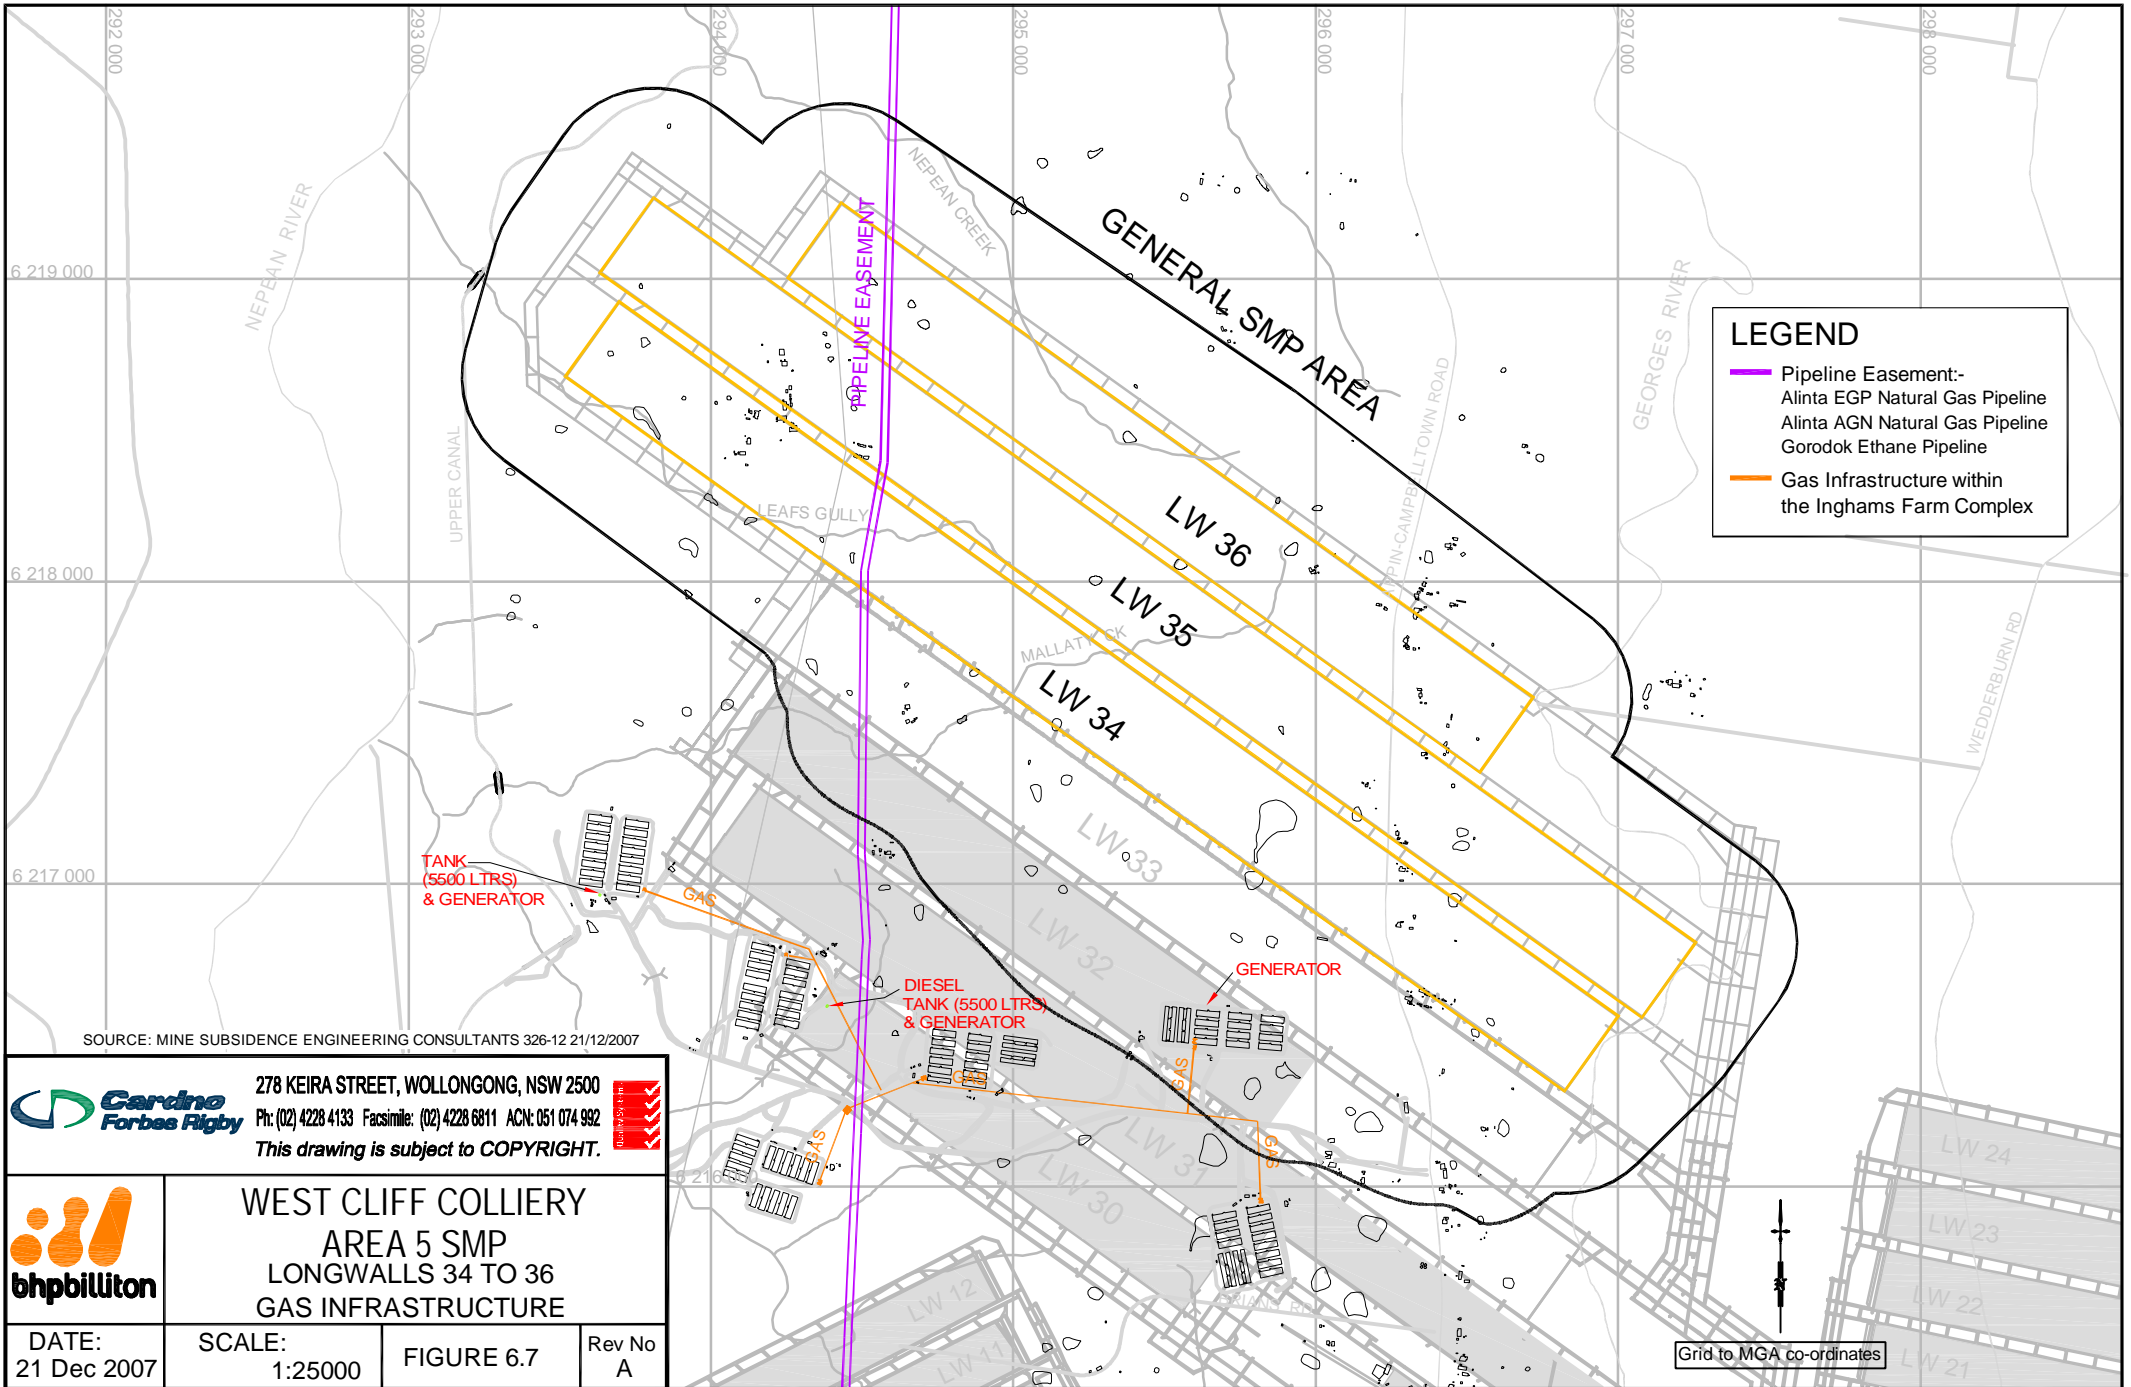 292 000
293 000
294 000
295 000
296 000
297 000
298 000
6 219 000
6 218 000
6 217 000
NEPEAN RIVER
UPPER CANAL
PIPELINE EASEMENT
NEPEAN CREEK
GENERAL SMP AREA
GEORGES RIVER
WEDDERBURN RD
LEAFS GULLY
MALLATY CK
LW 36
LW 35
LW 34
LW 33
LW 32
LW 31
LW 30
LW 24
LW 23
LW 22
LW 21
LW 12
LW 11
LEGEND
Pipeline Easement:-
Alinta EGP Natural Gas Pipeline
Alinta AGN Natural Gas Pipeline
Gorodok Ethane Pipeline
Gas Infrastructure within
the Inghams Farm Complex
TANK
(5500 LTRS)
& GENERATOR
GAS
DIESEL
TANK (5500 LTRS)
& GENERATOR
GENERATOR
GAS
GAS
GAS
GAS
SOURCE: MINE SUBSIDENCE ENGINEERING CONSULTANTS 326-12 21/12/2007
Cardno
Forbes Rigby
278 KEIRA STREET, WOLLONGONG, NSW 2500
Ph: (02) 4228 4133 Facsimile: (02) 4228 6811 ACN: 051 074 992
This drawing is subject to COPYRIGHT.
bhpbilliton
WEST CLIFF COLLIERY
AREA 5 SMP
LONGWALLS 34 TO 36
GAS INFRASTRUCTURE
DATE:
21 Dec 2007
SCALE:
1:25000
FIGURE 6.7
Rev No
A
Grid to MGA co-ordinates